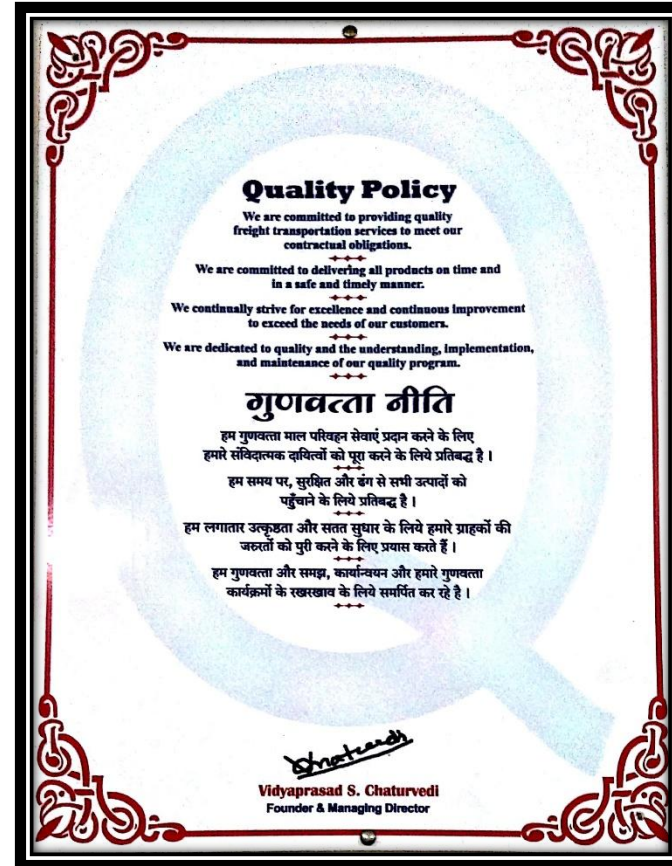 Quality Policy
We are committed to providing quality
freight transportation services to meet our
contractual obligations.
We are committed to delivering all products on time and
in a safe and timely manner.
We continually strive for excellence and continuous improvement
to exceed the needs of our customers.
We are dedicated to quality and the understanding, implementation,
and maintenance of our quality program.
गुणवत्ता नीति
हम गुणवत्ता माल परिवहन सेवाएं प्रदान करने के लिए
हमारे संविदात्मक दायित्वों को पूरा करने के लिये प्रतिबद्ध है ।
हम समय पर, सुरक्षित और ढंग से सभी उत्पादों को
पहुँचाने के लिये प्रतिबद्ध है ।
हम लगातार उत्कृष्ठता और सतत सुधार के लिये हमारे ग्राहकों की
जरुरतों को पुरी करने के लिए प्रयास करते हैं ।
हम गुणवत्ता और समझ, कार्यान्वयन और हमारे गुणवत्ता
कार्यक्रमों के रखरखाव के लिये समर्पित कर रहे है ।
Vidyaprasad S. Chaturvedi
Founder & Managing Director